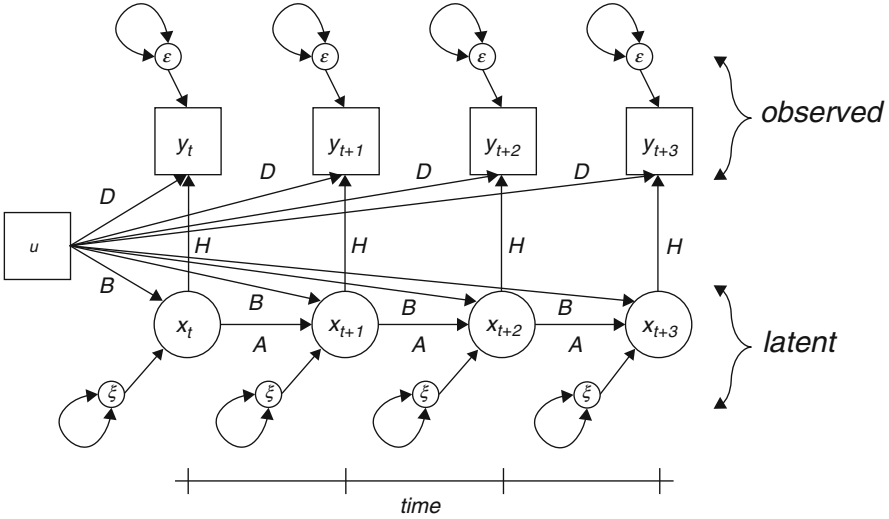 ε ε ε ε
observed
y_t y_{t+1} y_{t+2} y_{t+3}
D D D D
u
H H H H
B B B B
x_t x_{t+1} x_{t+2} x_{t+3}
A A A
latent
ξ ξ ξ ξ
time